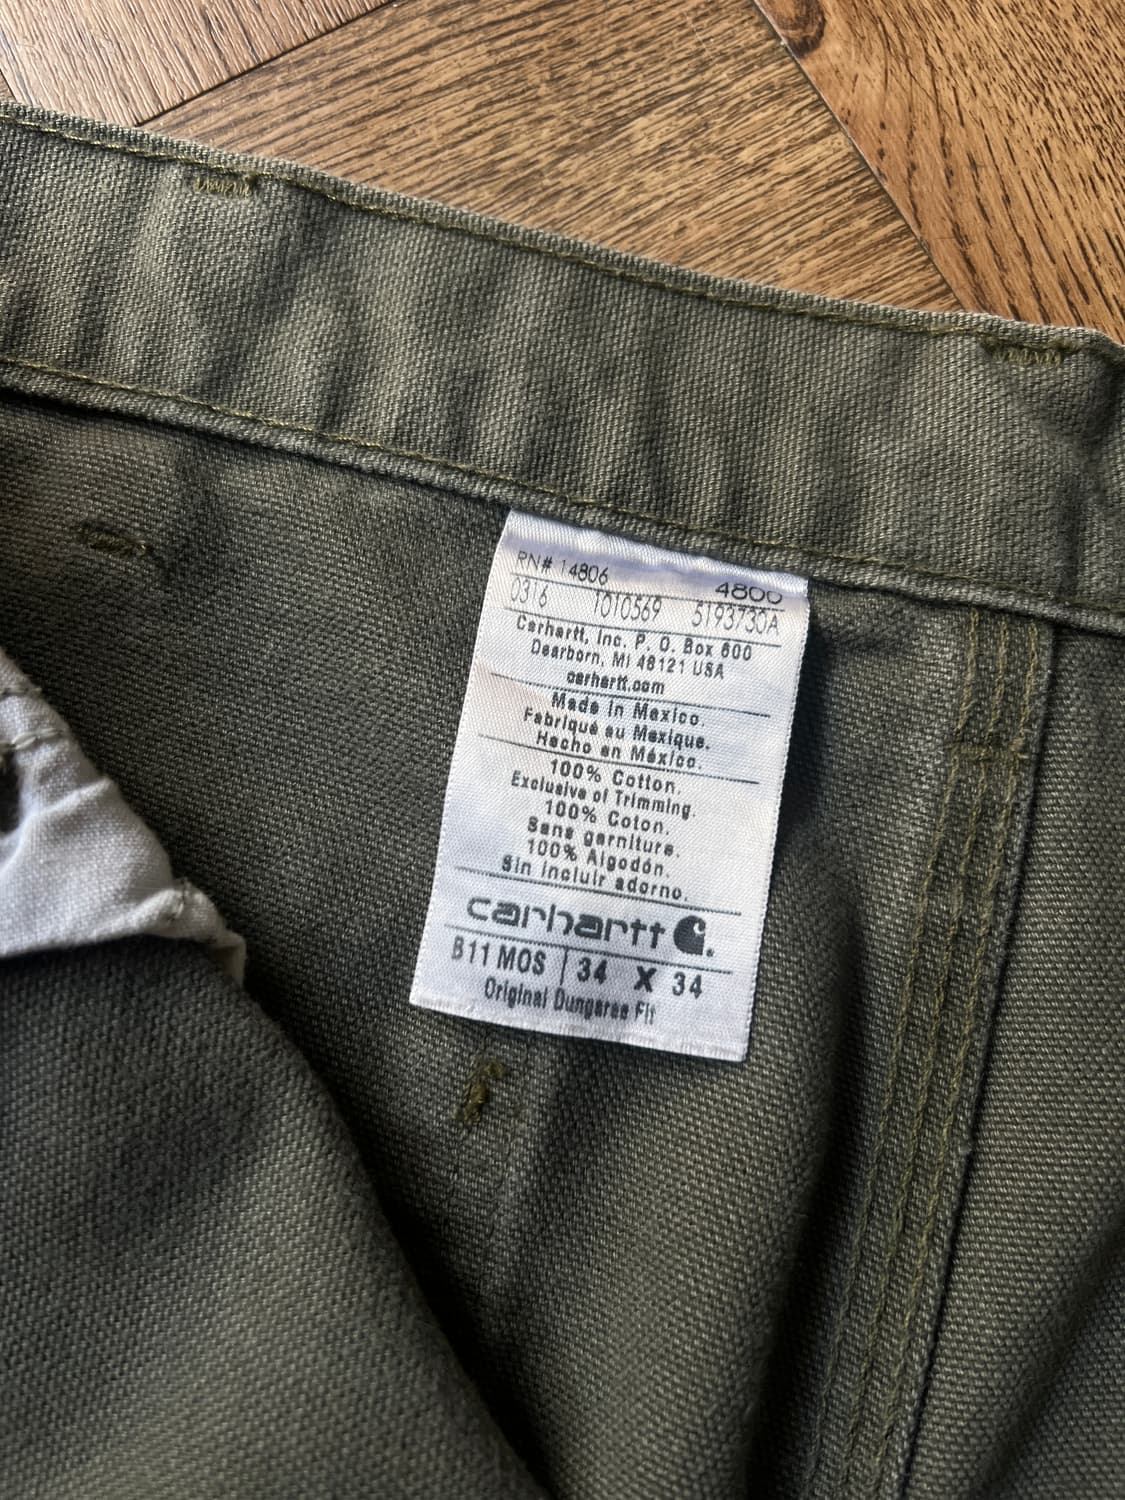 RN# 14806 4800
0316 1010569 5193730A
Carhartt, Inc. P. O. Box 600
Dearborn, MI 48121 USA
carhartt.com
Made in Mexico.
Fabriqué au Mexique.
Hecho en México.
100% Cotton.
Exclusive of Trimming.
100% Coton.
Sans garniture.
100% Algodón.
Sin incluir adorno.
carhartt
B11 MOS 34 X 34
Original Dungaree Fit